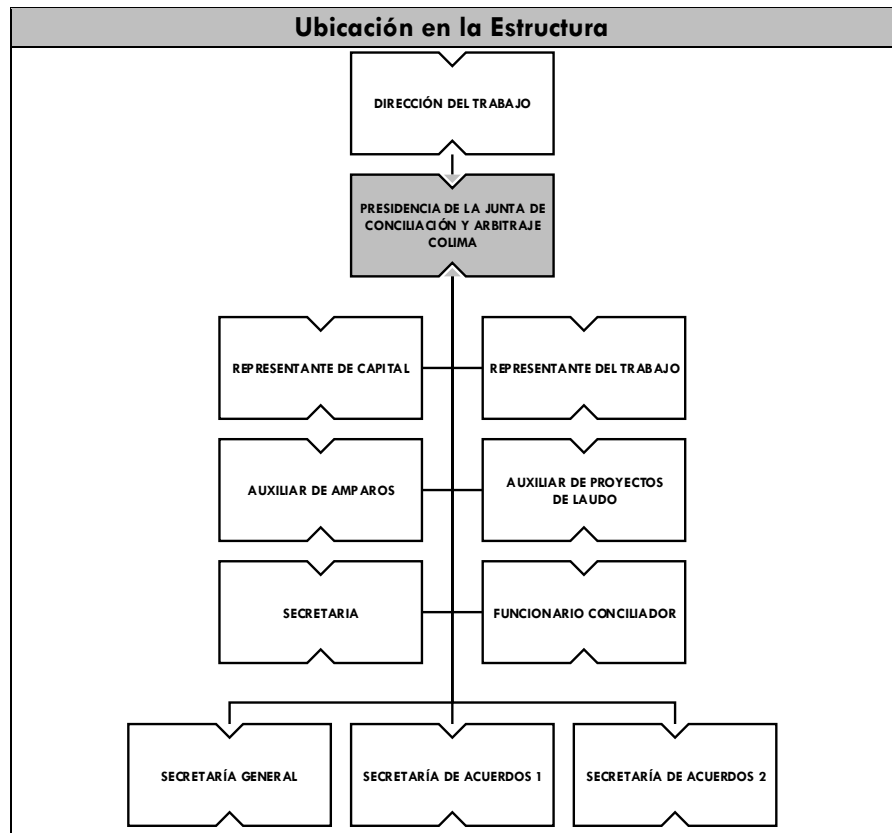 Ubicación en la Estructura
DIRECCIÓN DEL TRABAJO
PRESIDENCIA DE LA JUNTA DE
CONCILIACIÓN Y ARBITRAJE
COLIMA
REPRESENTANTE DE CAPITAL
REPRESENTANTE DEL TRABAJO
AUXILIAR DE AMPAROS
AUXILIAR DE PROYECTOS
DE LAUDO
SECRETARIA
FUNCIONARIO CONCILIADOR
SECRETARÍA GENERAL
SECRETARÍA DE ACUERDOS 1
SECRETARÍA DE ACUERDOS 2